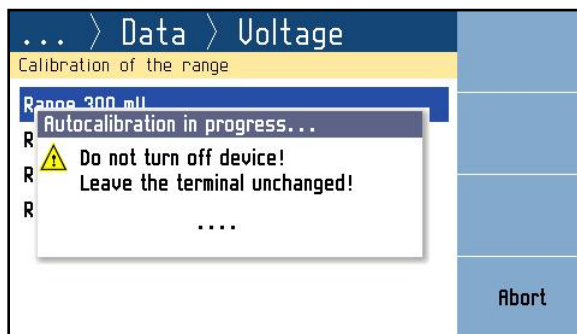 ... > Data > Voltage
Calibration of the range
Range 300 mV
Autocalibration in progress...
R
Do not turn off device!
Leave the terminal unchanged!
R
R
....
Abort